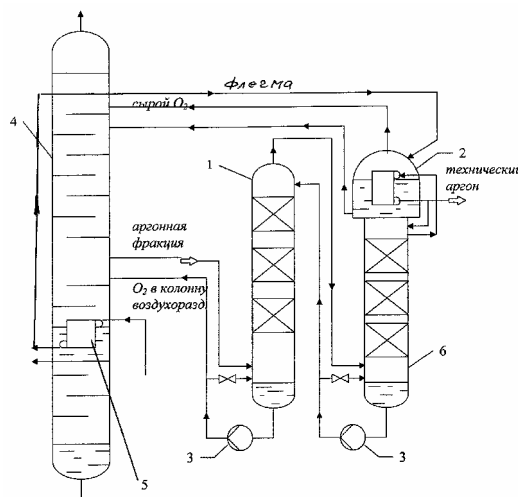 флегма
сырой O₂
4
1
2
технический
аргон
аргонная
фракция
O₂ в колонну
воздухоразд.
6
3
3
5